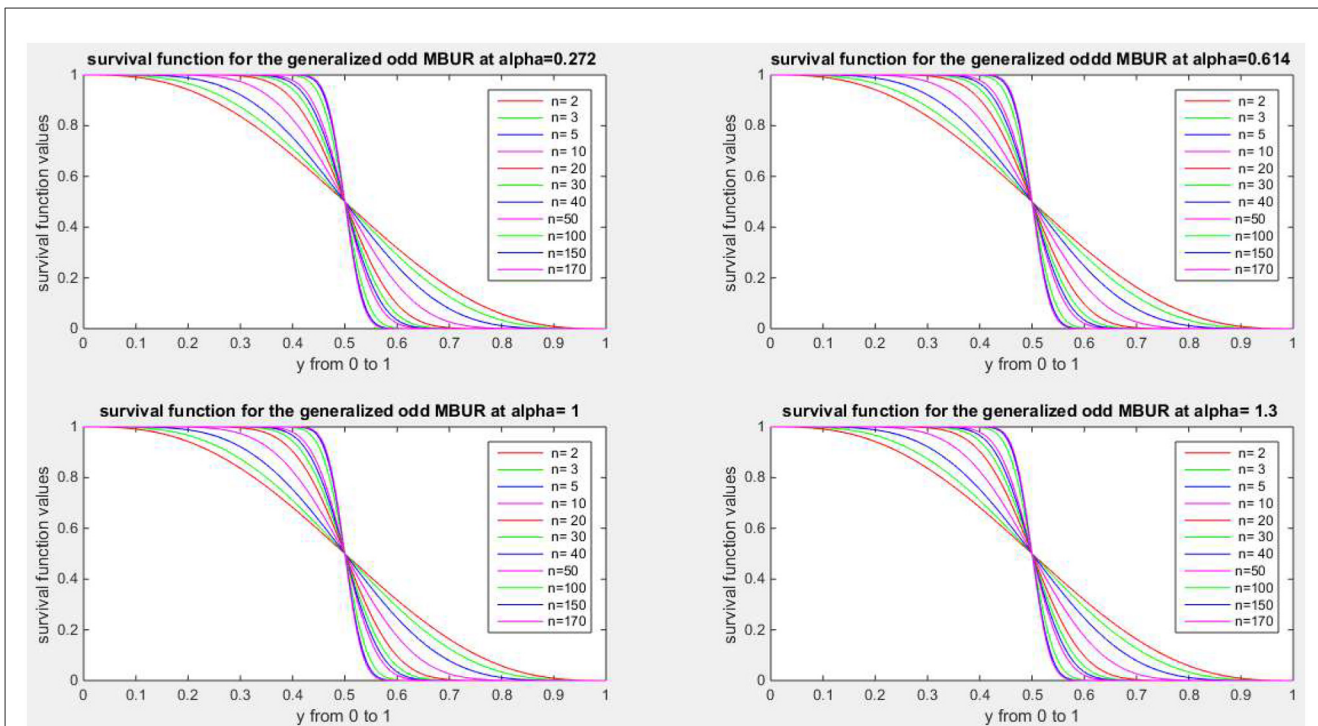 survival function for the generalized odd MBUR at alpha=0.272
survival function values
1
0.8
0.6
0.4
0.2
0
0 0.1 0.2 0.3 0.4 0.5 0.6 0.7 0.8 0.9 1
y from 0 to 1
n= 2
n= 3
n= 5
n= 10
n= 20
n= 30
n= 40
n=50
n=100
n=150
n=170
survival function for the generalized oddd MBUR at alpha=0.614
survival function values
1
0.8
0.6
0.4
0.2
0
0 0.1 0.2 0.3 0.4 0.5 0.6 0.7 0.8 0.9 1
y from 0 to 1
n= 2
n= 3
n= 5
n= 10
n= 20
n= 30
n= 40
n=50
n=100
n=150
n=170
survival function for the generalized odd MBUR at alpha= 1
survival function values
1
0.8
0.6
0.4
0.2
0
0 0.1 0.2 0.3 0.4 0.5 0.6 0.7 0.8 0.9 1
y from 0 to 1
n= 2
n= 3
n= 5
n= 10
n= 20
n= 30
n= 40
n=50
n=100
n=150
n=170
survival function for the generalized odd MBUR at alpha= 1.3
survival function values
1
0.8
0.6
0.4
0.2
0
0 0.1 0.2 0.3 0.4 0.5 0.6 0.7 0.8 0.9 1
y from 0 to 1
n= 2
n= 3
n= 5
n= 10
n= 20
n= 30
n= 40
n=50
n=100
n=150
n=170